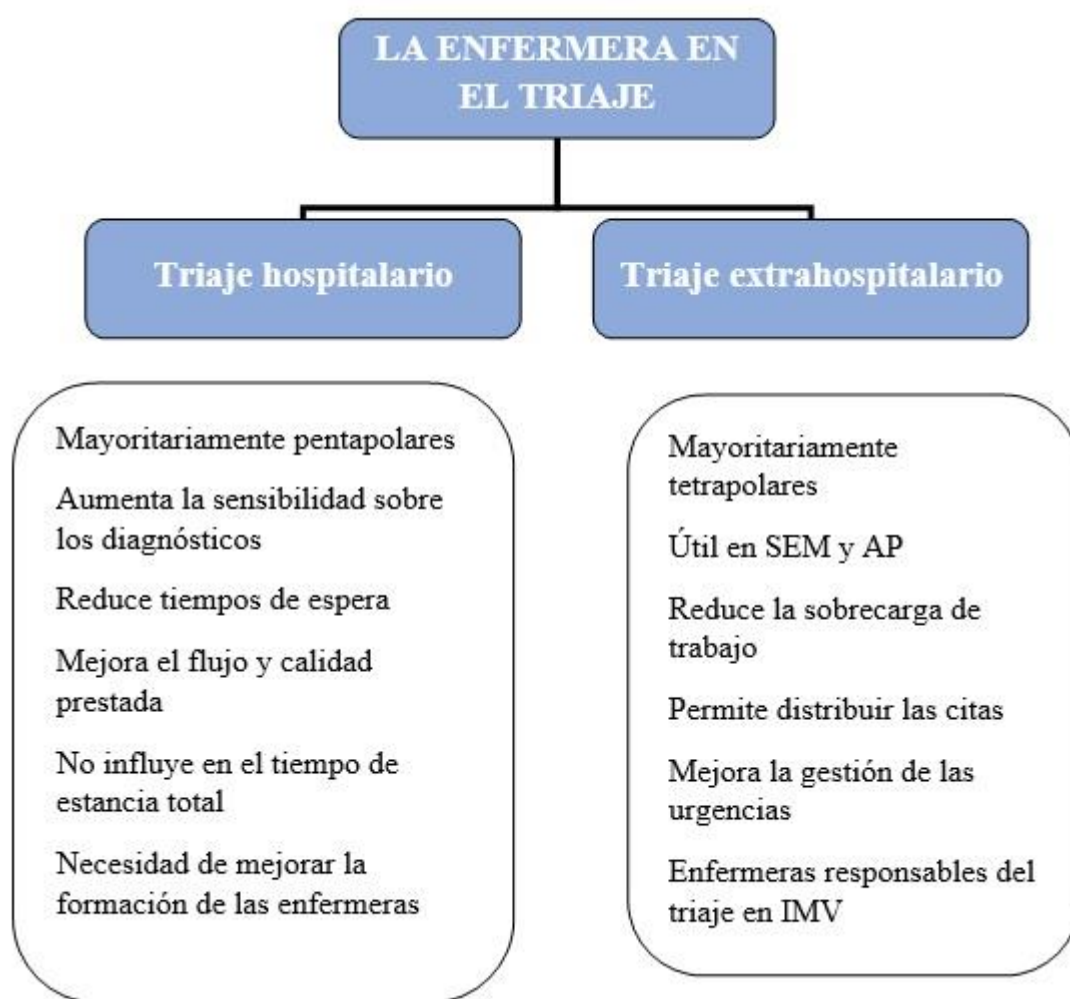 LA ENFERMERA EN
EL TRIAJE
Triaje hospitalario
Triaje extrahospitalario
Mayoritariamente pentapolares
Aumenta la sensibilidad sobre
los diagnósticos
Reduce tiempos de espera
Mejora el flujo y calidad
prestada
No influye en el tiempo de
estancia total
Necesidad de mejorar la
formación de las enfermeras
Mayoritariamente
tetrapolares
Útil en SEM y AP
Reduce la sobrecarga de
trabajo
Permite distribuir las citas
Mejora la gestión de las
urgencias
Enfermeras responsables del
triaje en IMV